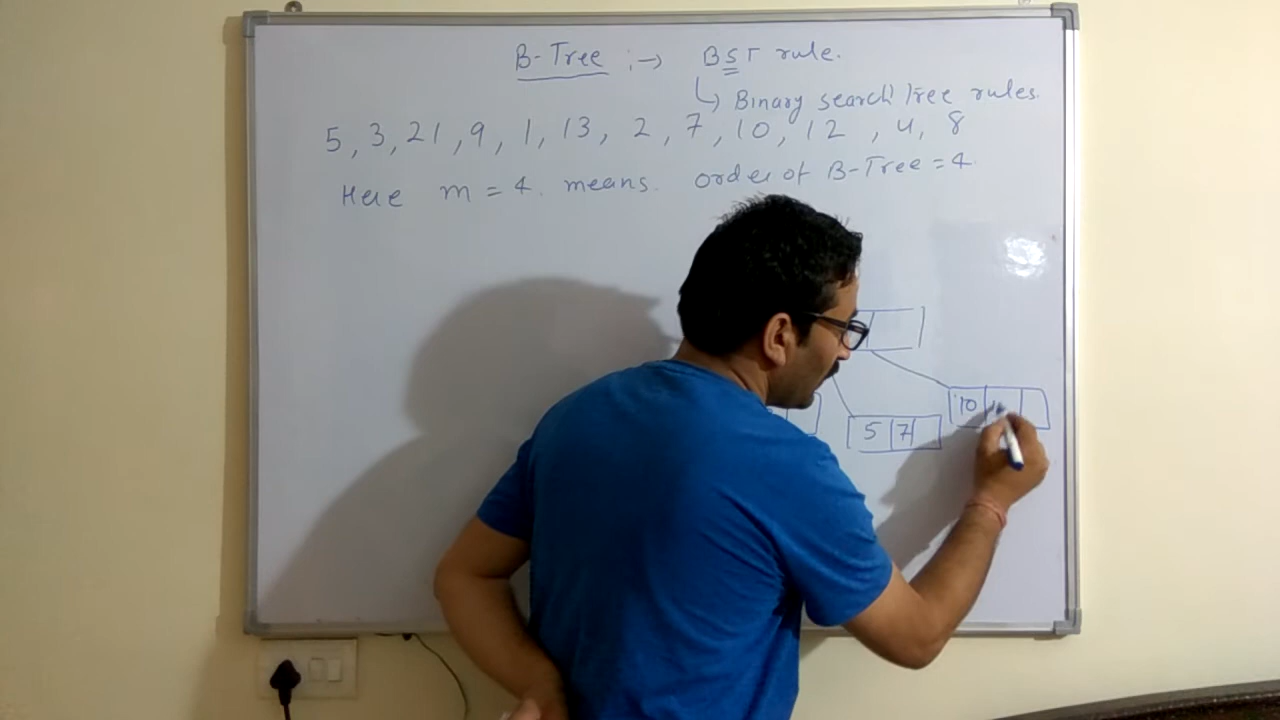 B-Tree :→ BST rule.
↳ Binary search Tree rules.
5, 3, 21, 9, 1, 13, 2, 7, 10, 12, 4, 8
Here m = 4. means. order of B-Tree = 4.
5 7
10